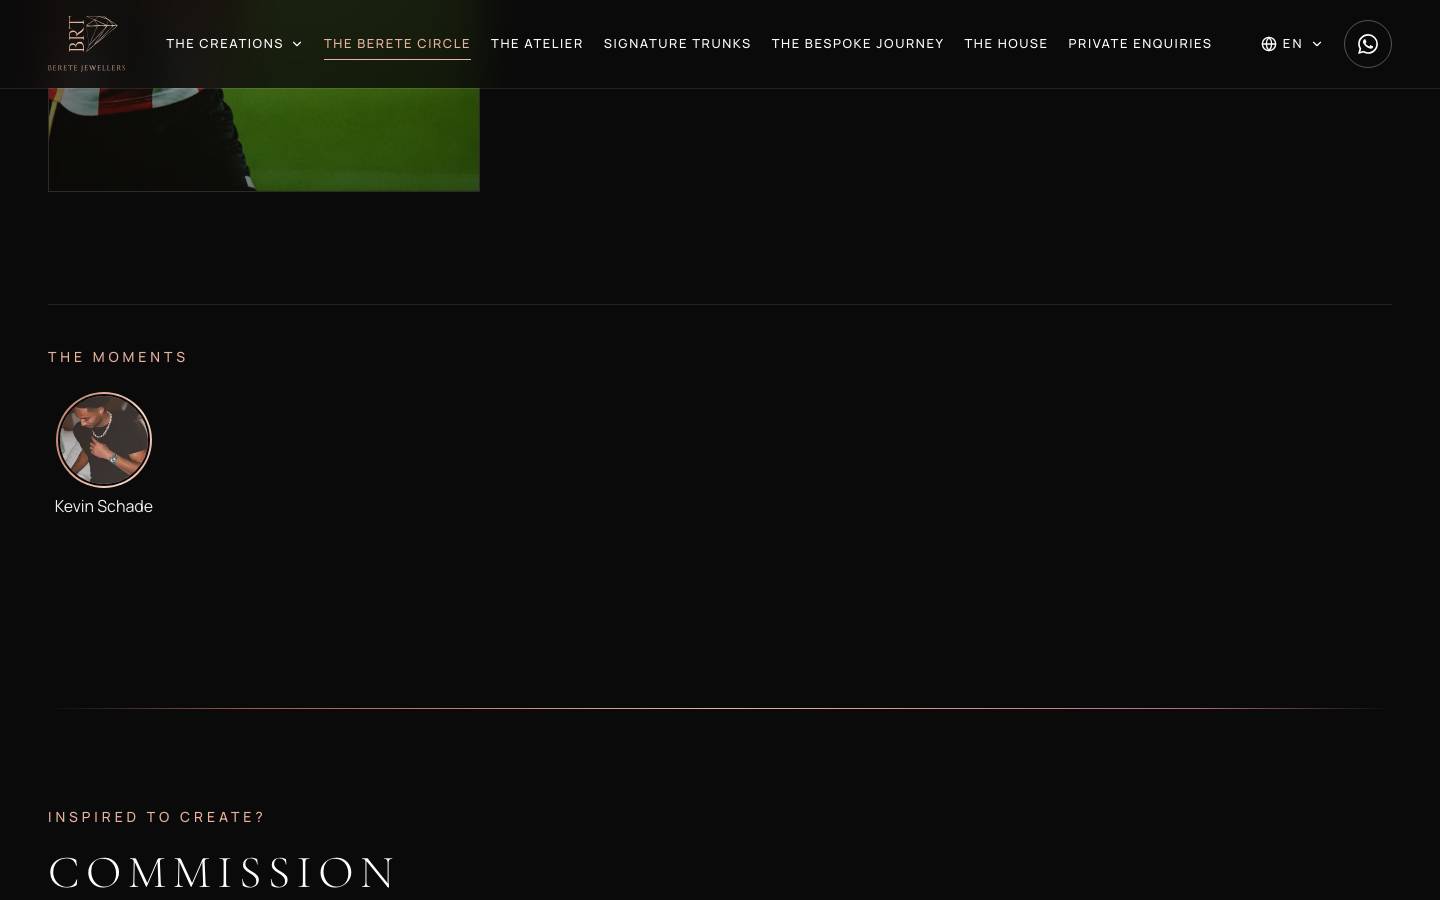 BRT
BERETE JEWELLERS
THE CREATIONS
THE BERETE CIRCLE
THE ATELIER
SIGNATURE TRUNKS
THE BESPOKE JOURNEY
THE HOUSE
PRIVATE ENQUIRIES
EN
THE MOMENTS
Kevin Schade
INSPIRED TO CREATE?
COMMISSION